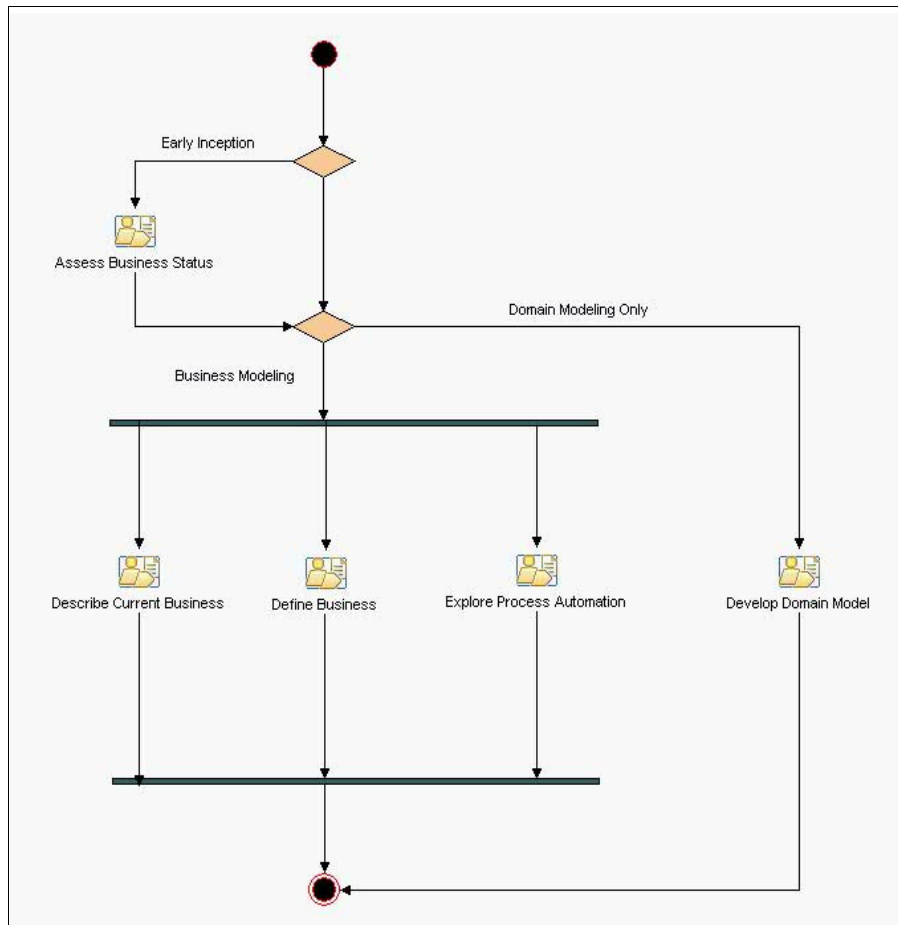 Early Inception
Assess Business Status
Domain Modeling Only
Business Modeling
Describe Current Business
Define Business
Explore Process Automation
Develop Domain Model